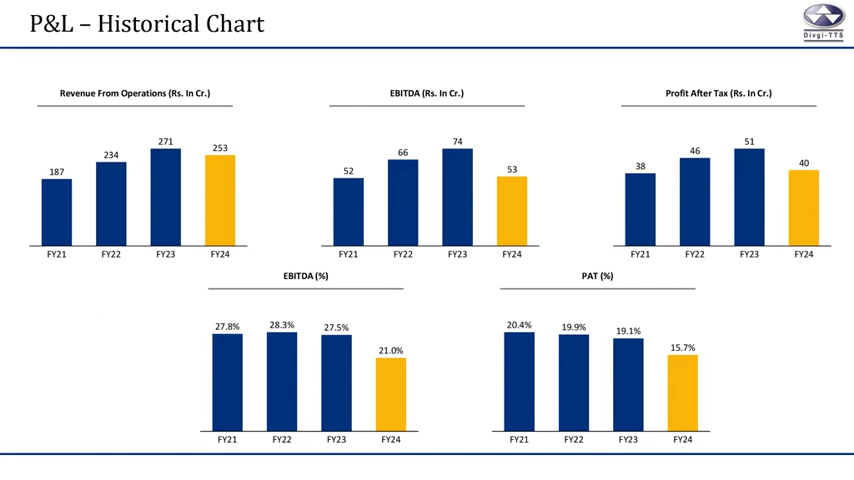 P&L – Historical Chart
Divgi-TTS
Revenue From Operations (Rs. In Cr.)
187
234
271
253
FY21
FY22
FY23
FY24
EBITDA (Rs. In Cr.)
52
66
74
53
FY21
FY22
FY23
FY24
Profit After Tax (Rs. In Cr.)
38
46
51
40
FY21
FY22
FY23
FY24
EBITDA (%)
27.8%
28.3%
27.5%
21.0%
FY21
FY22
FY23
FY24
PAT (%)
20.4%
19.9%
19.1%
15.7%
FY21
FY22
FY23
FY24